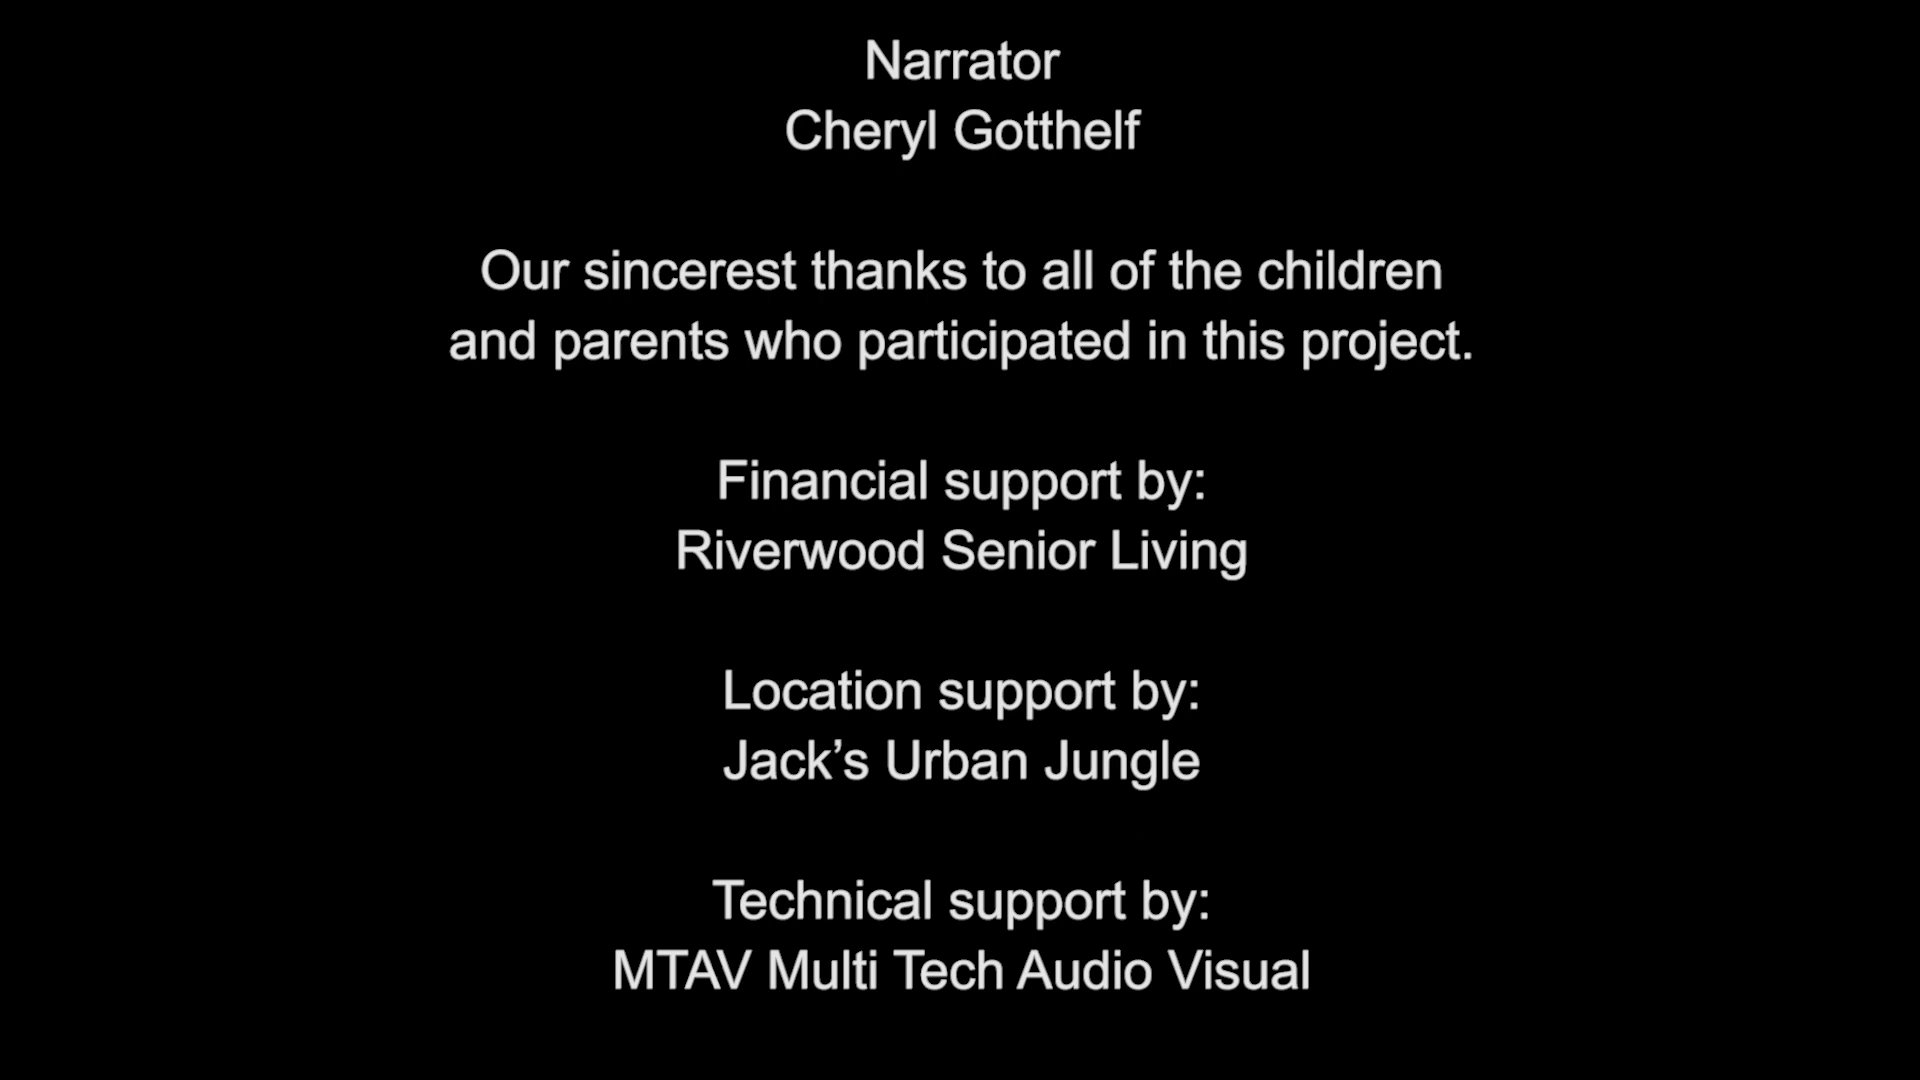 Narrator
Cheryl Gotthelf
Our sincerest thanks to all of the children
and parents who participated in this project.
Financial support by:
Riverwood Senior Living
Location support by:
Jack’s Urban Jungle
Technical support by:
MTAV Multi Tech Audio Visual